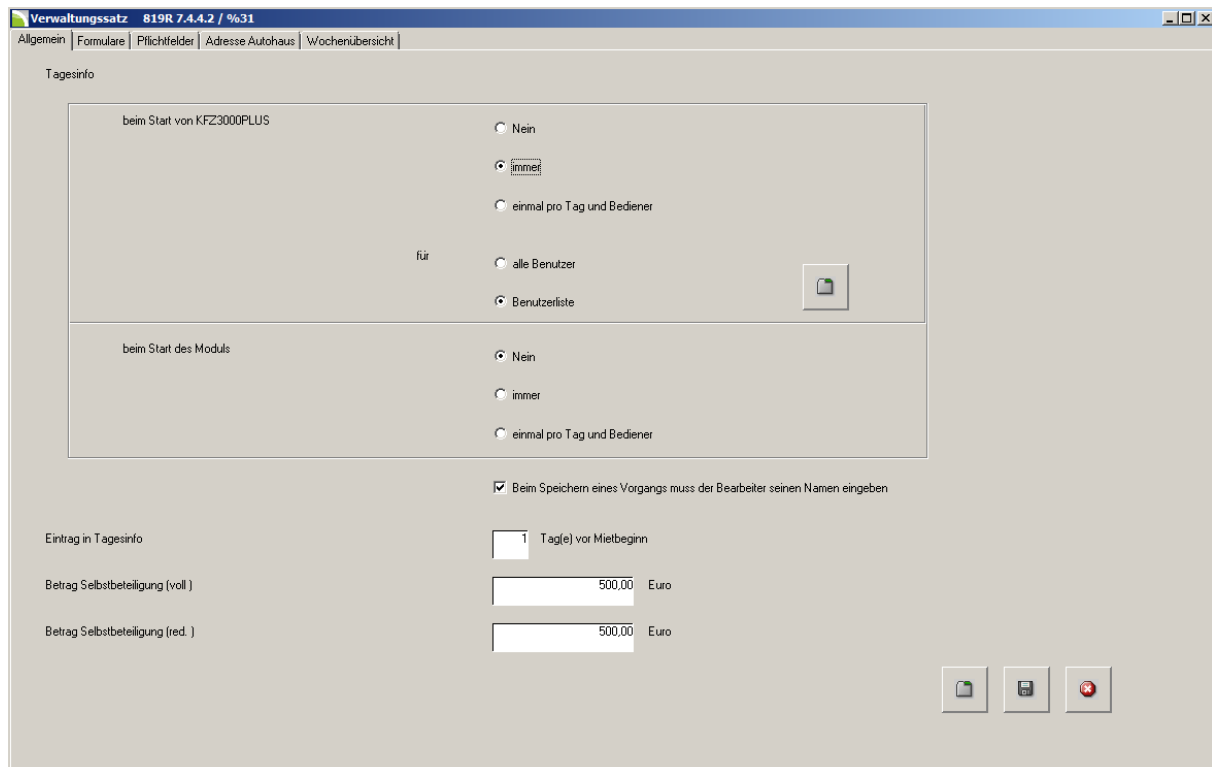 Verwaltungssatz 819R 7.4.4.2 / %31
Allgemein Formulare Pflichtfelder Adresse Autohaus Wochenübersicht
Tagesinfo
beim Start von KFZ3000PLUS
Nein
immer
einmal pro Tag und Bediener
für
alle Benutzer
Benutzerliste
beim Start des Moduls
Nein
immer
einmal pro Tag und Bediener
Beim Speichern eines Vorgangs muss der Bearbeiter seinen Namen eingeben
Eintrag in Tagesinfo 1 Tag(e) vor Mietbeginn
Betrag Selbstbeteiligung (voll ) 500,00 Euro
Betrag Selbstbeteiligung (red. ) 500,00 Euro